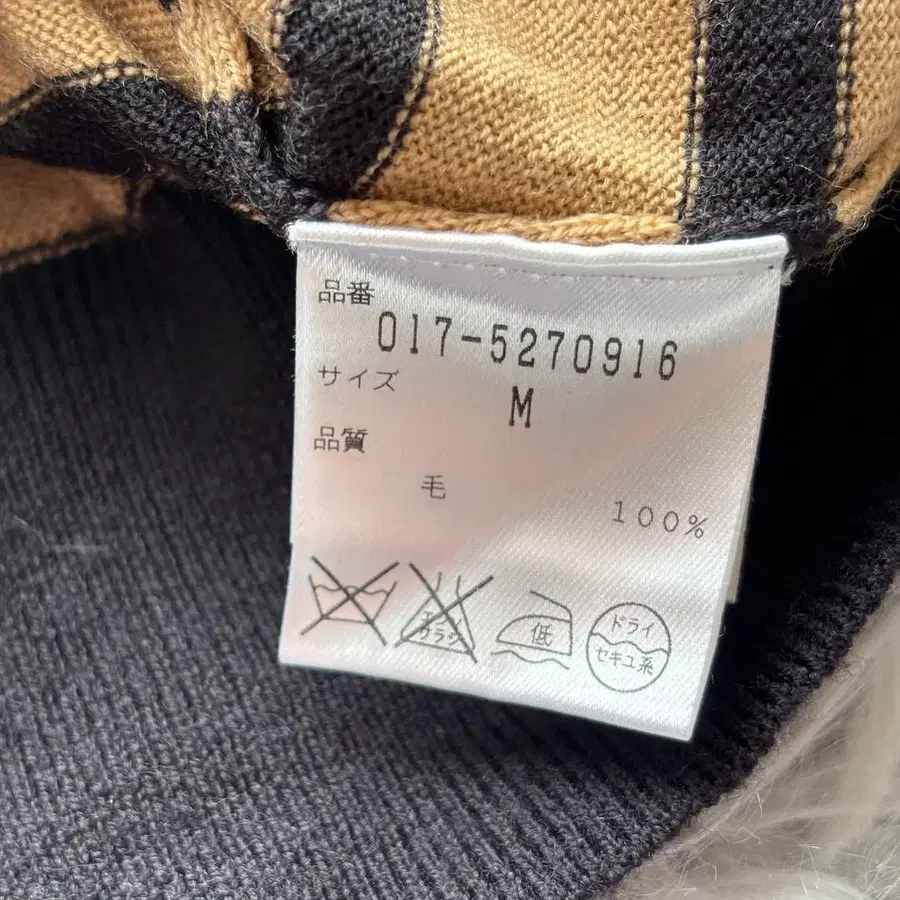 品番
017-5270916
サイズ
M
品質
毛
100%
エンソ
サラシ
低
ドライ
セキユ系